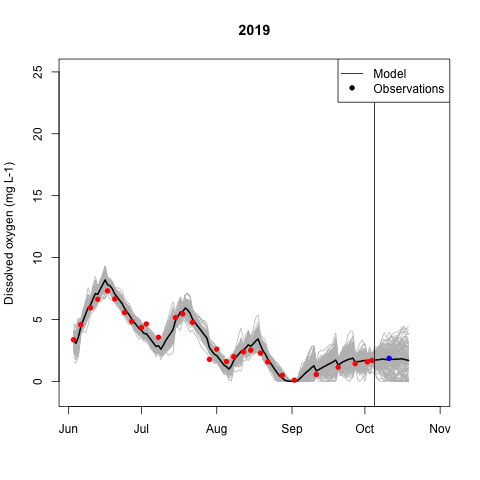 2019
Model
Observations
Dissolved oxygen (mg L-1)
25
20
15
10
5
0
Jun Jul Aug Sep Oct Nov